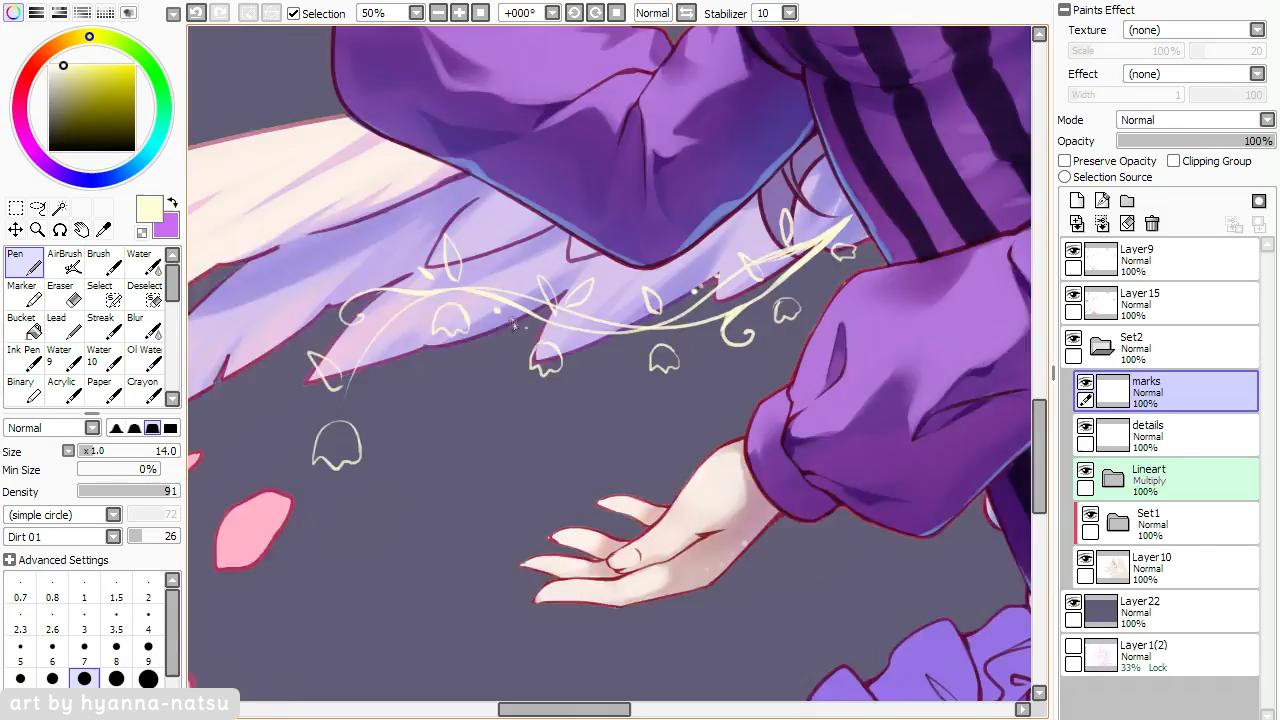 Selection 50% +000° Normal Stabilizer 10
Pen AirBrush Brush Water
Marker Eraser Select Deselect
Bucket Lead Streak Blur
Ink Pen Water 9 Water 10 Ol Water
Binary Acrylic Paper Crayon
Normal
Size x1.0 14.0
Min Size 0%
Density 91
(simple circle) 72
Dirt 01 26
Advanced Settings
0.7 0.8 1 1.5 2
2.3 2.6 3 3.5 4
5 6 7 8 9
art by hyanna-natsu
Paints Effect
Texture (none)
Scale 100% 20
Effect (none)
Width 1 100
Mode Normal
Opacity 100%
Preserve Opacity Clipping Group
Selection Source
Layer9
Normal
100%
Layer15
Normal
100%
Set2
Normal
100%
marks
Normal
100%
details
Normal
100%
Lineart
Multiply
100%
Set1
Normal
100%
Layer10
Normal
100%
Layer22
Normal
100%
Layer1(2)
Normal
33% Lock